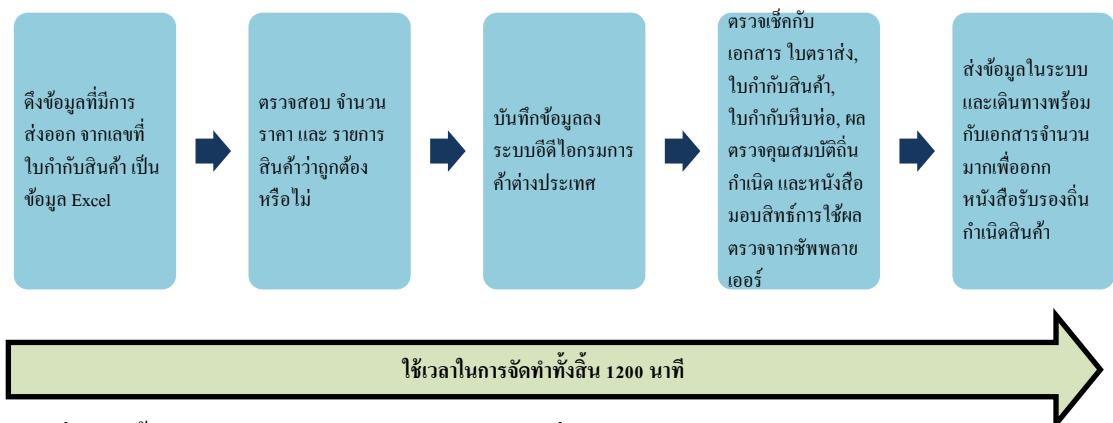 ดึงข้อมูลที่มีการ
ส่งออก จากเลขที่
ใบกำกับสินค้า เป็น
ข้อมูล Excel
ตรวจสอบ จำนวน
ราคา และ รายการ
สินค้าว่าถูกต้อง
หรือไม่
บันทึกข้อมูลลง
ระบบอีดีไอกรมการ
ค้าต่างประเทศ
ตรวจเช็คกับ
เอกสาร ใบตราส่ง,
ใบกำกับสินค้า,
ใบกำกับหีบห่อ, ผล
ตรวจคุณสมบัติถิ่น
กำเนิด และหนังสือ
มอบสิทธ์การใช้ผล
ตรวจจากซัพพลาย
เออร์
ส่งข้อมูลในระบบ
และเดินทางพร้อม
กับเอกสารจำนวน
มากเพื่อออกก
หนังสือรับรองถิ่น
กำเนิดสินค้า
ใช้เวลาในการจัดทำทั้งสิ้น 1200 นาที